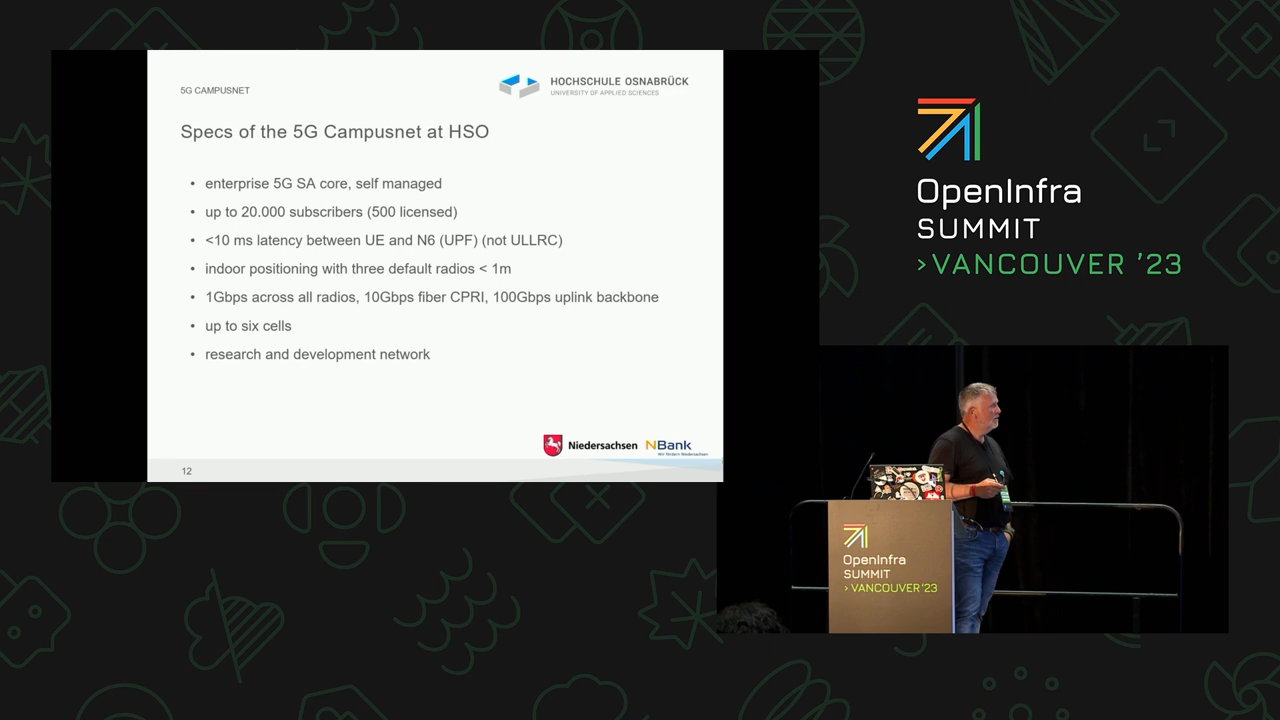 5G CAMPUSNET
HOCHSCHULE OSNABRÜCK
UNIVERSITY OF APPLIED SCIENCES
Specs of the 5G Campusnet at HSO
• enterprise 5G SA core, self managed
• up to 20.000 subscribers (500 licensed)
• <10 ms latency between UE and N6 (UPF) (not ULLRC)
• indoor positioning with three default radios < 1m
• 1Gbps across all radios, 10Gbps fiber CPRI, 100Gbps uplink backbone
• up to six cells
• research and development network
Niedersachsen
NBank
Wir fördern Niedersachsen
12
OpenInfra
SUMMIT
>VANCOUVER '23
OpenInfra
SUMMIT
>VANCOUVER '23